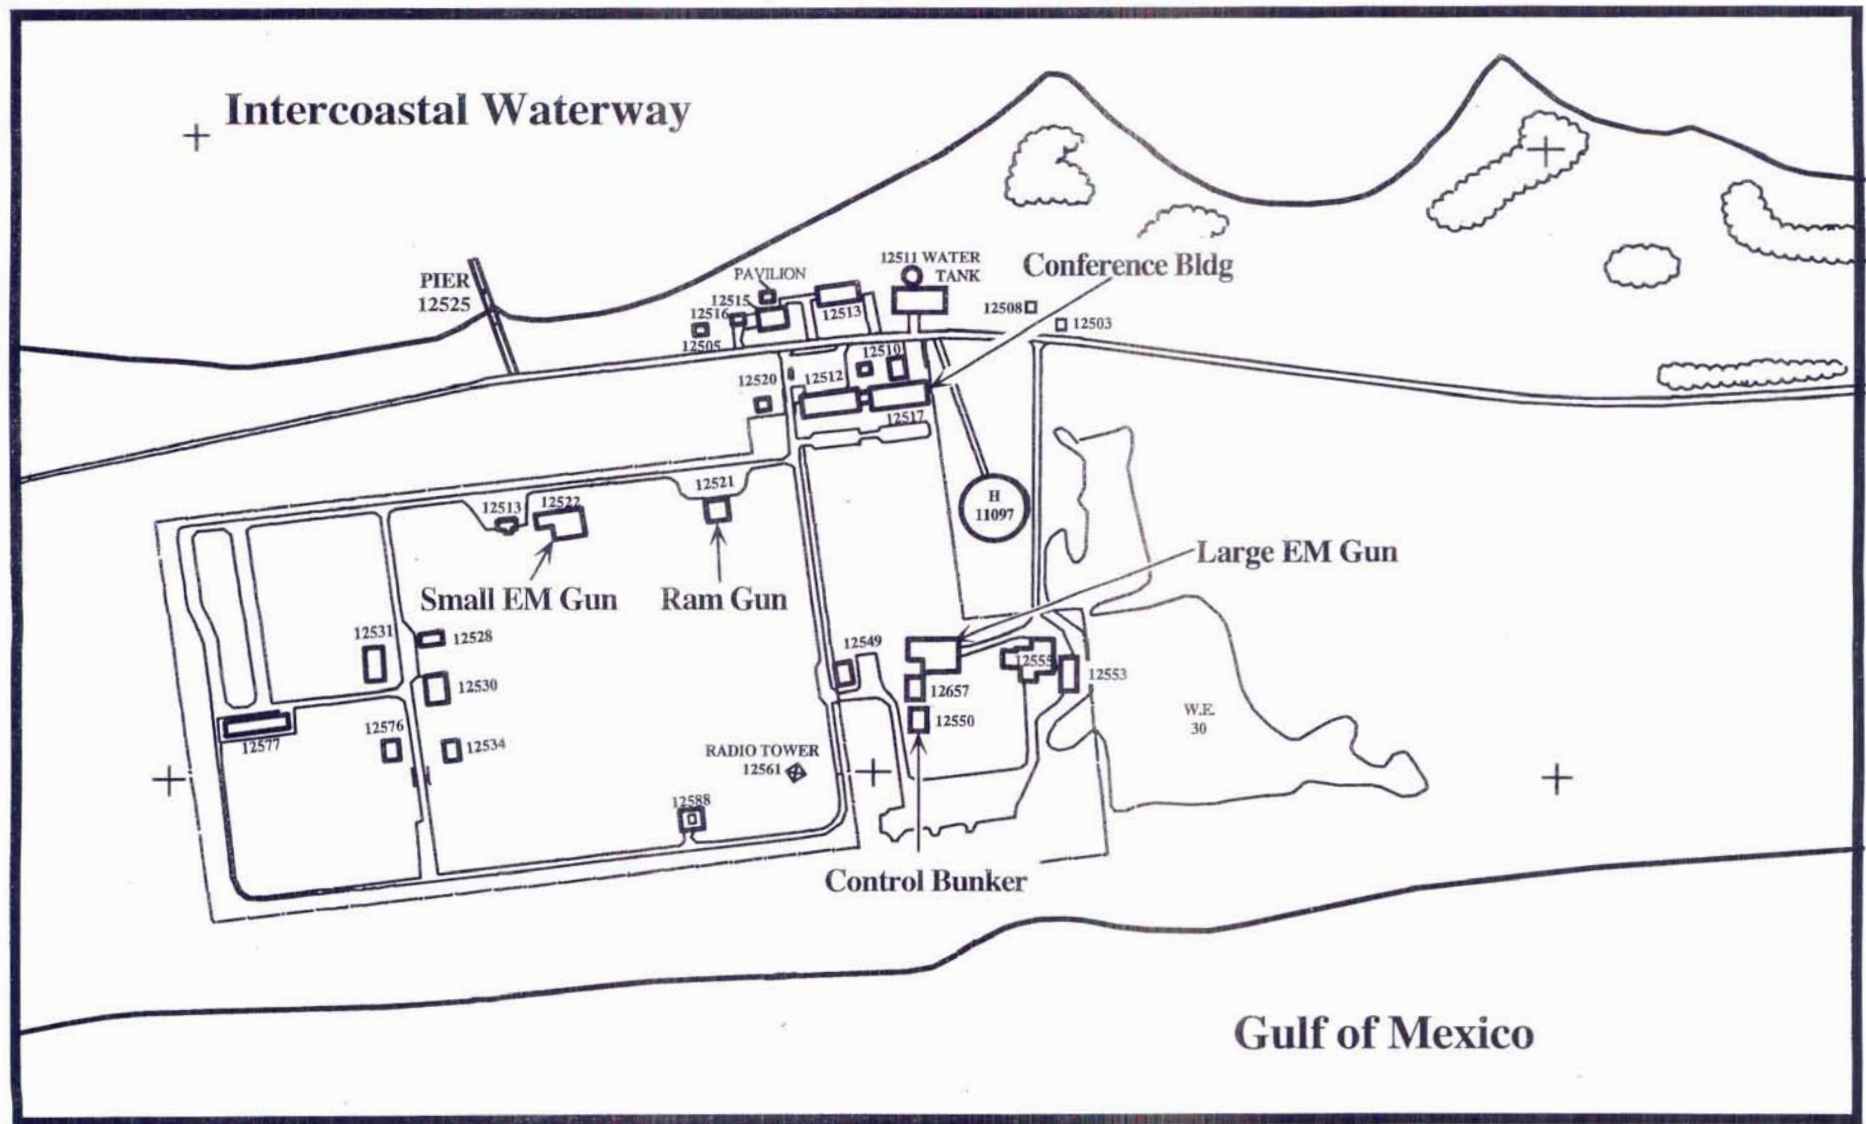 Intercoastal Waterway
PIER
12525
PAVILION
12511 WATER
TANK
Conference Bldg
12515
12516
12513
12508
12503
12505
12510
12520
12512
12517
12521
12513
12522
H
11097
Large EM Gun
Small EM Gun
Ram Gun
12531
12528
12549
12555
12553
12530
12657
W.E.
30
12550
12576
12577
12534
RADIO TOWER
12561
12588
Control Bunker
Gulf of Mexico